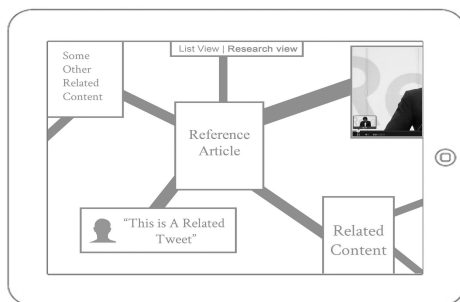 Some
Other
Related
Content
List View | Research view
Reference
Article
"This is A Related
Tweet"
Related
Content